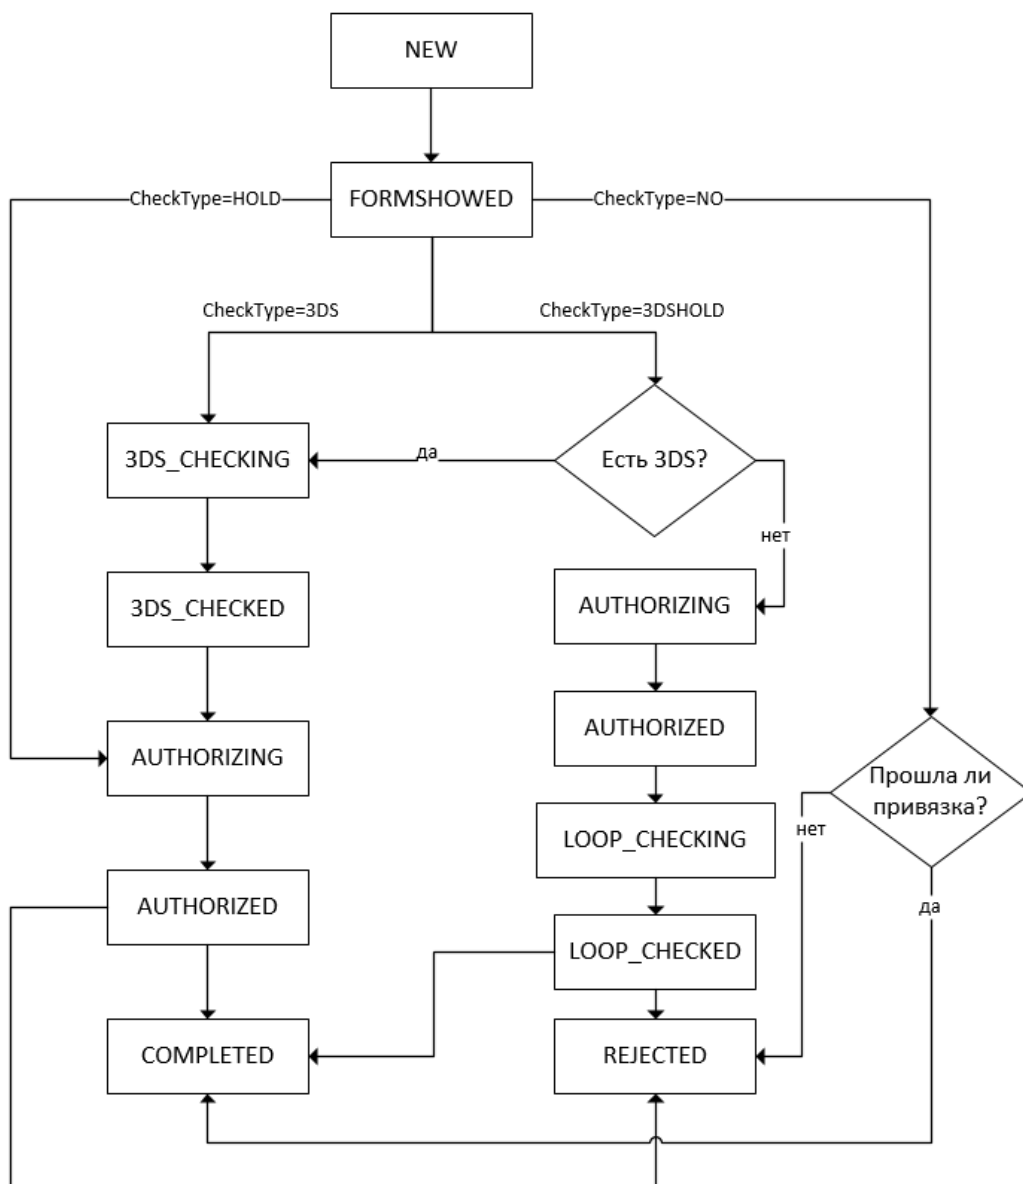 NEW
CheckType=HOLD
FORMSHOWED
CheckType=NO
CheckType=3DS
CheckType=3DSHOLD
3DS_CHECKING
да
Есть 3DS?
нет
3DS_CHECKED
AUTHORIZING
AUTHORIZING
AUTHORIZED
Прошла ли
привязка?
нет
LOOP_CHECKING
AUTHORIZED
да
LOOP_CHECKED
COMPLETED
REJECTED